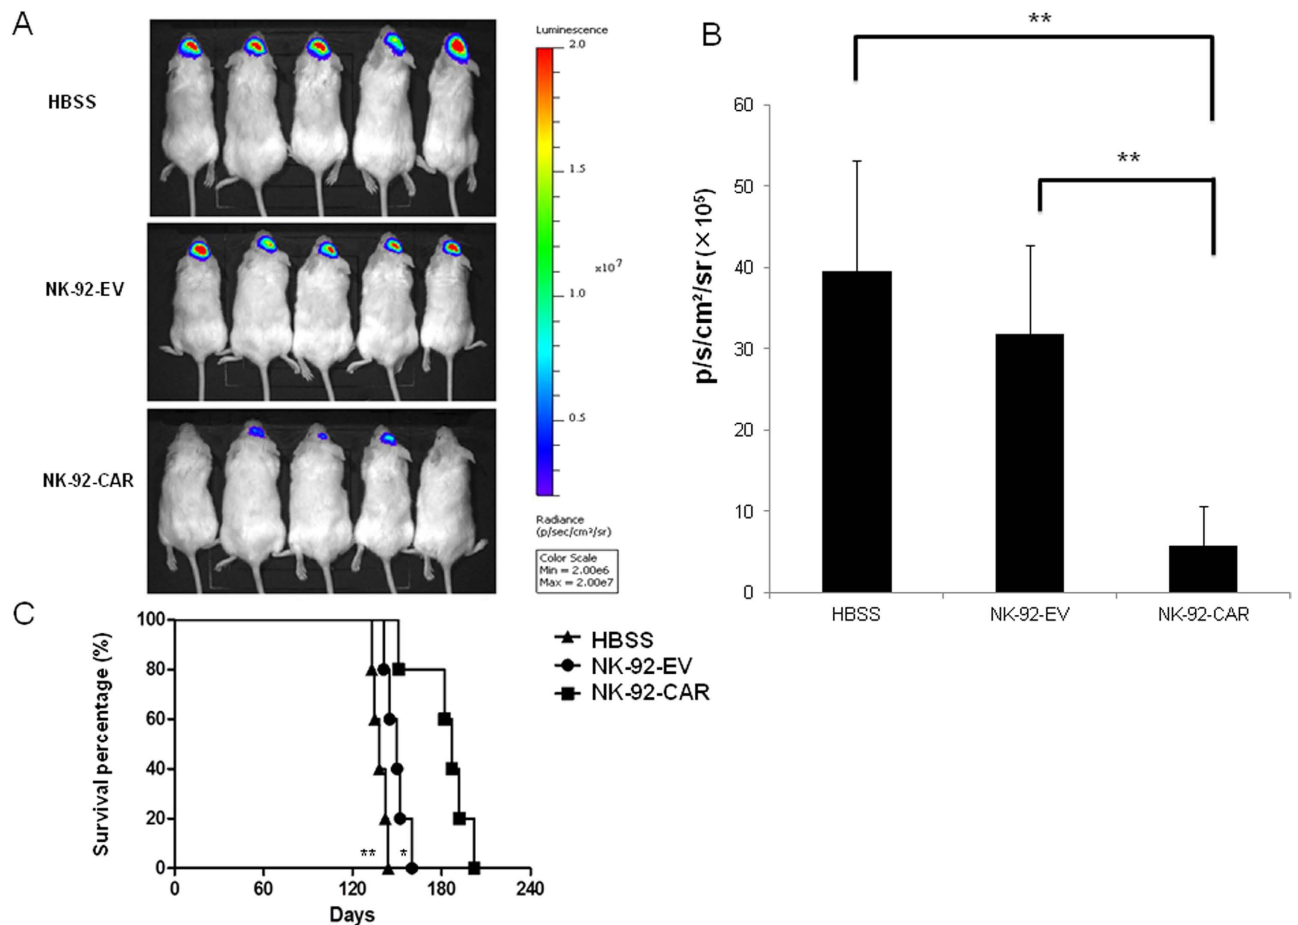 A
HBSS
NK-92-EV
NK-92-CAR
Luminescence
2.0
1.5
×10⁷
1.0
0.5
Radiance
(p/sec/cm²/sr)
Color Scale
Min = 2.00e6
Max = 2.00e7
B
**
**
p/s/cm²/sr (×10⁵)
60
50
40
30
20
10
0
HBSS NK-92-EV NK-92-CAR
C
Survival percentage (%)
100
80
60
40
20
0
** *
0 60 120 180 240
Days
HBSS
NK-92-EV
NK-92-CAR